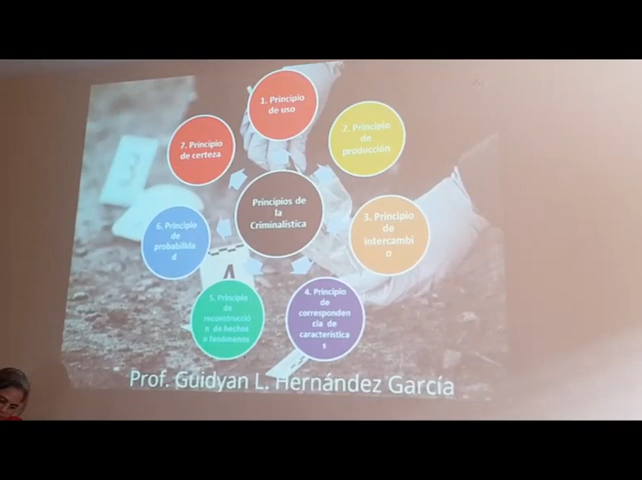 Principios de
la
Criminalística
1. Principio
de uso
2. Principio
de
producción
3. Principio
de
intercambi
o
4. Principio
de
corresponden
cia de
característica
s
5. Principio
de
reconstrucció
n de hechos
o fenómenos
6. Principio
de
probabilida
d
7. Principio
de certeza
Prof. Guidyan L. Hernández García